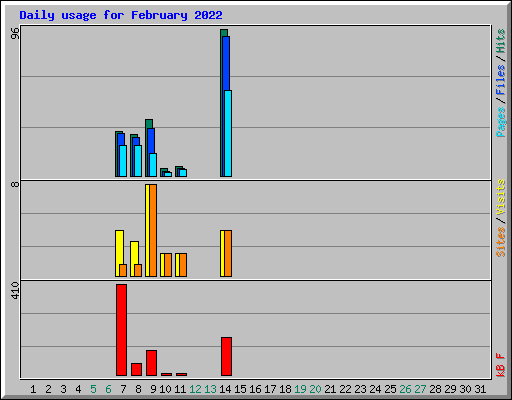 Daily usage for February 2022
96
8
410
Pages/Files/Hits
Sites/Visits
kB F
1 2 3 4 5 6 7 8 9 10 11 12 13 14 15 16 17 18 19 20 21 22 23 24 25 26 27 28 29 30 31